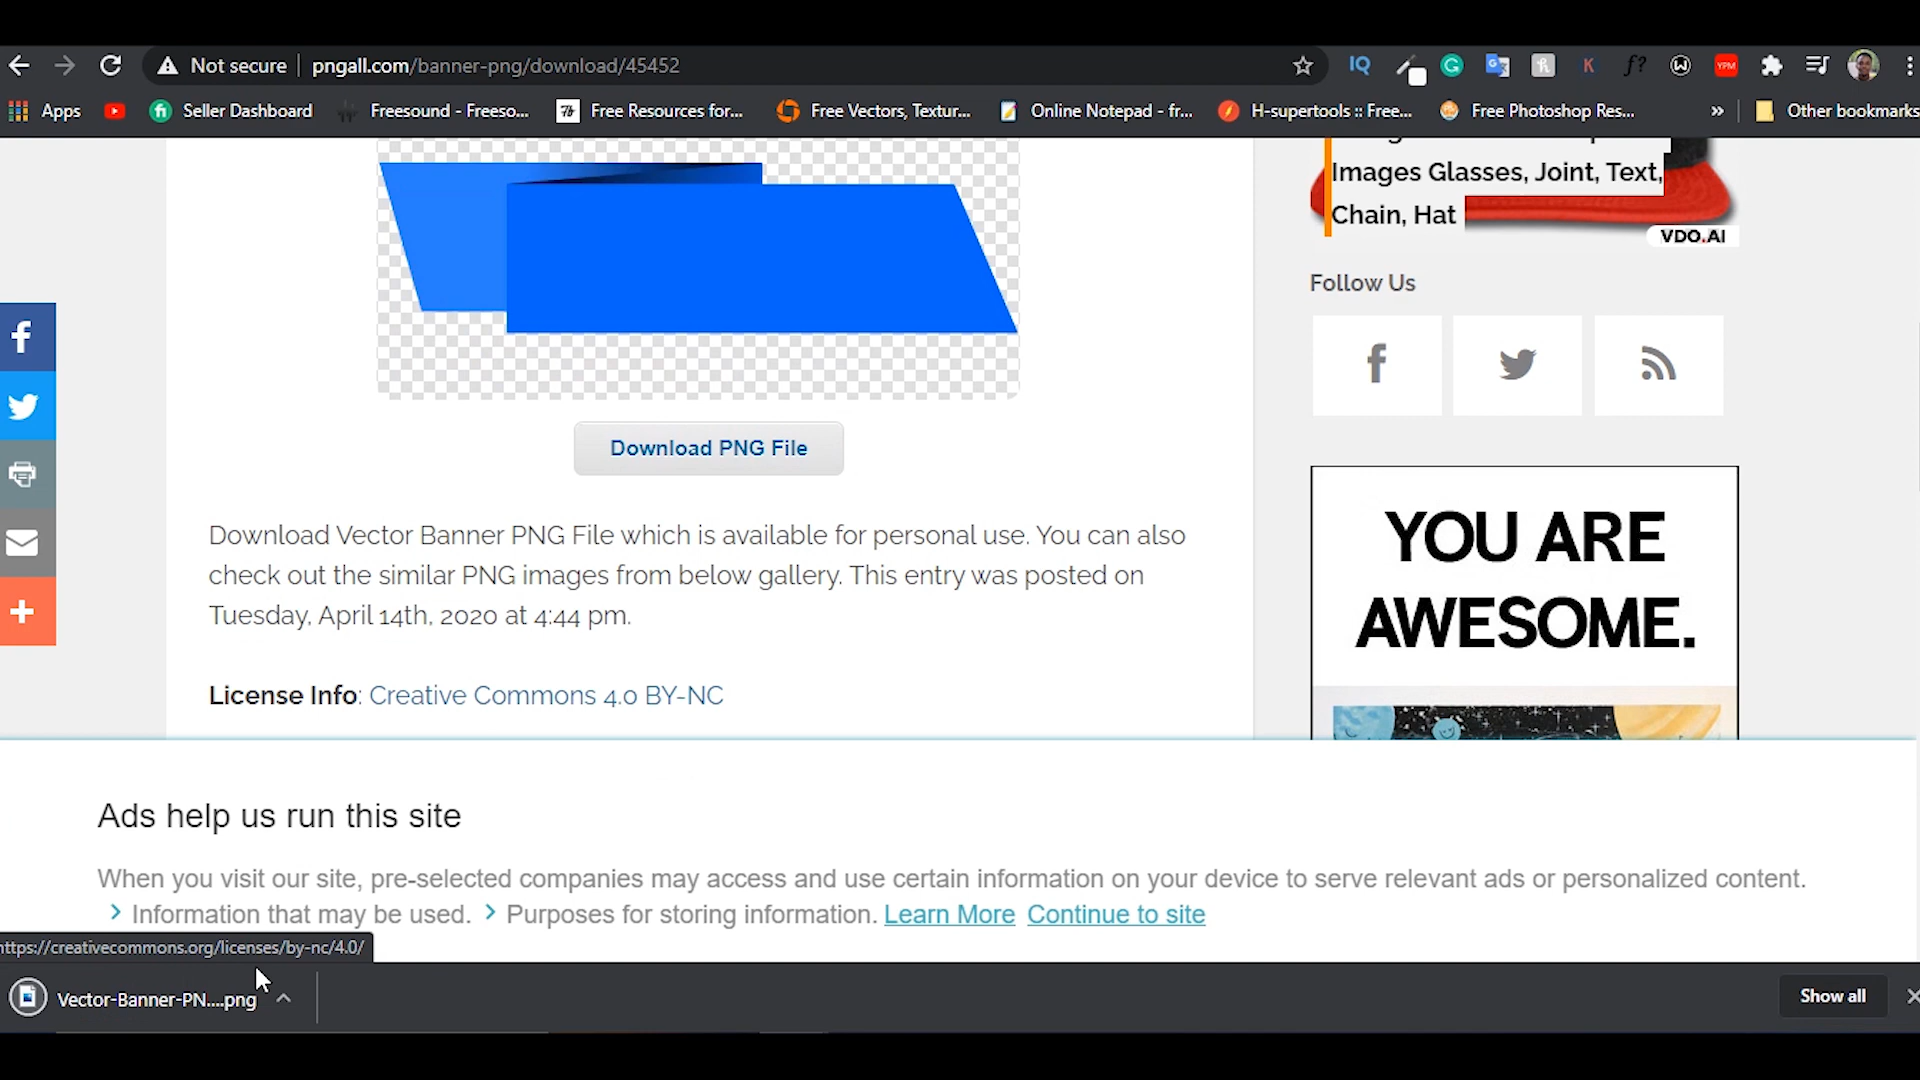 Not secure
pngall.com/banner-png/download/45452
IQ
G
YPM
K
f?
Apps
Seller Dashboard
Freesound - Freeso...
Free Resources for...
Free Vectors, Textur...
Online Notepad - fr...
H-supertools :: Free...
Free Photoshop Res...
»
Other bookmarks
Images Glasses, Joint, Text,
Chain, Hat
VDO.AI
Follow Us
Download PNG File
Download Vector Banner PNG File which is available for personal use. You can also
check out the similar PNG images from below gallery. This entry was posted on
Tuesday, April 14th, 2020 at 4:44 pm.
License Info: Creative Commons 4.0 BY-NC
YOU ARE
AWESOME.
Ads help us run this site
When you visit our site, pre-selected companies may access and use certain information on your device to serve relevant ads or personalized content.
Information that may be used. Purposes for storing information. Learn More Continue to site
https://creativecommons.org/licenses/by-nc/4.0/
Vector-Banner-PN....png
Show all